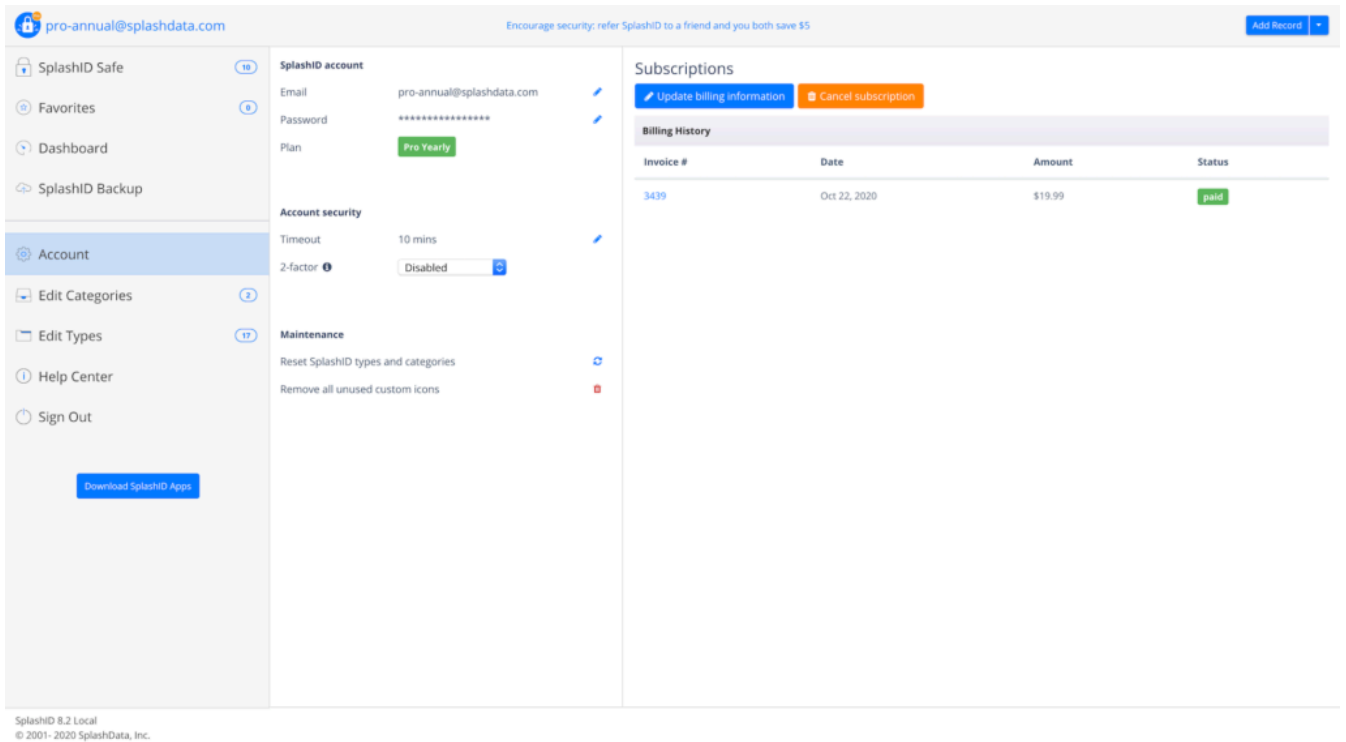 pro-annual@splashdata.com
Encourage security: refer SplashID to a friend and you both save $5
Add Record
SplashID Safe 10
Favorites 0
Dashboard
SplashID Backup
Account
Edit Categories 2
Edit Types 17
Help Center
Sign Out
Download SplashID Apps
SplashID account
Email pro-annual@splashdata.com
Password ****************
Plan Pro Yearly
Account security
Timeout 10 mins
2-factor Disabled
Maintenance
Reset SplashID types and categories
Remove all unused custom icons
Subscriptions
Update billing information Cancel subscription
Billing History
Invoice # Date Amount Status
3439 Oct 22, 2020 $19.99 paid
SplashID 8.2 Local
© 2001- 2020 SplashData, Inc.